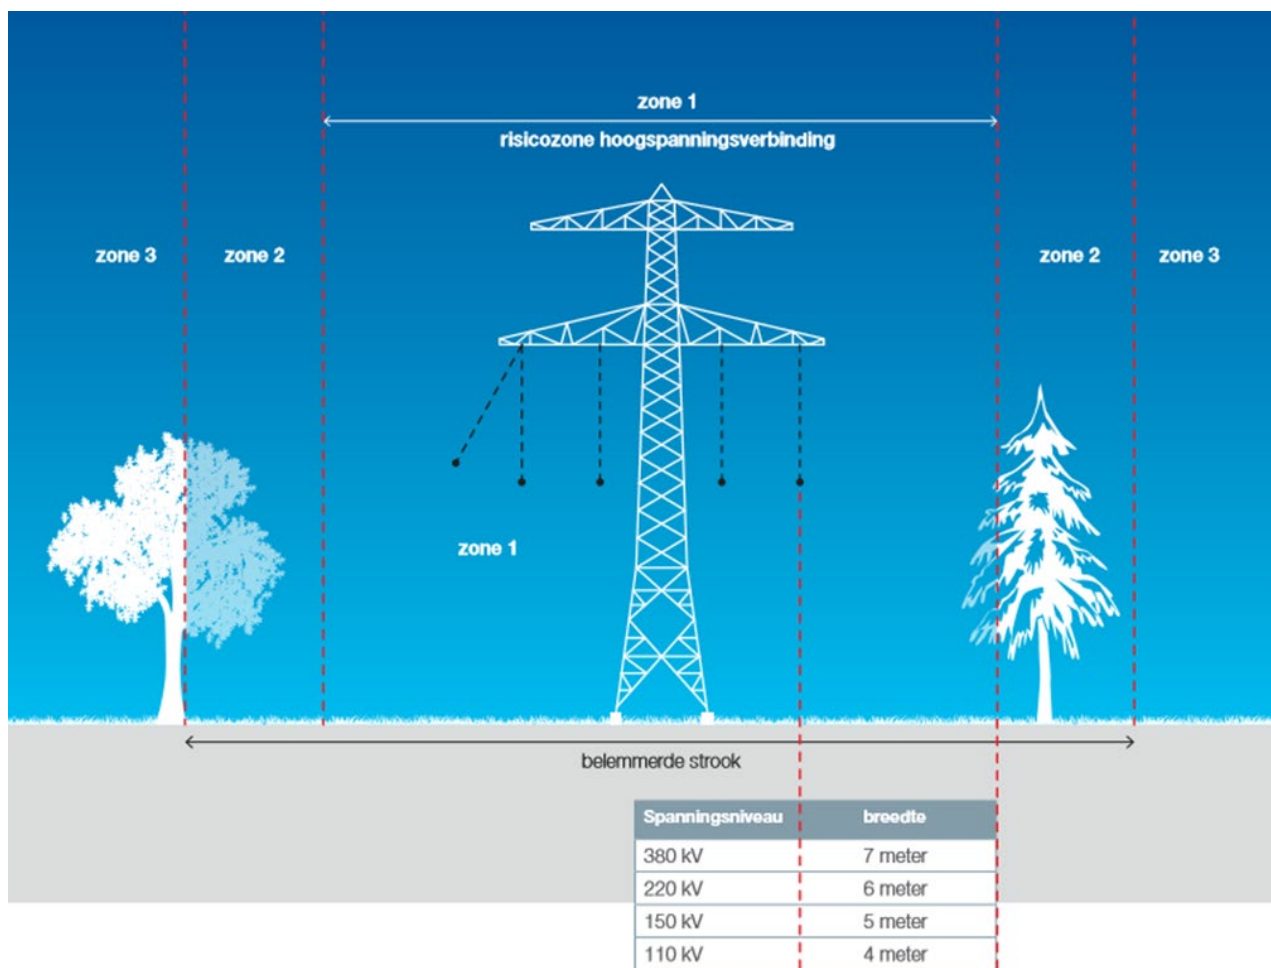 zone 1
risicozone hoogspanningsverbinding
zone 3
zone 2
zone 2
zone 3
zone 1
belemmerde strook
Spanningsniveau breedte
380 kV 7 meter
220 kV 6 meter
150 kV 5 meter
110 kV 4 meter